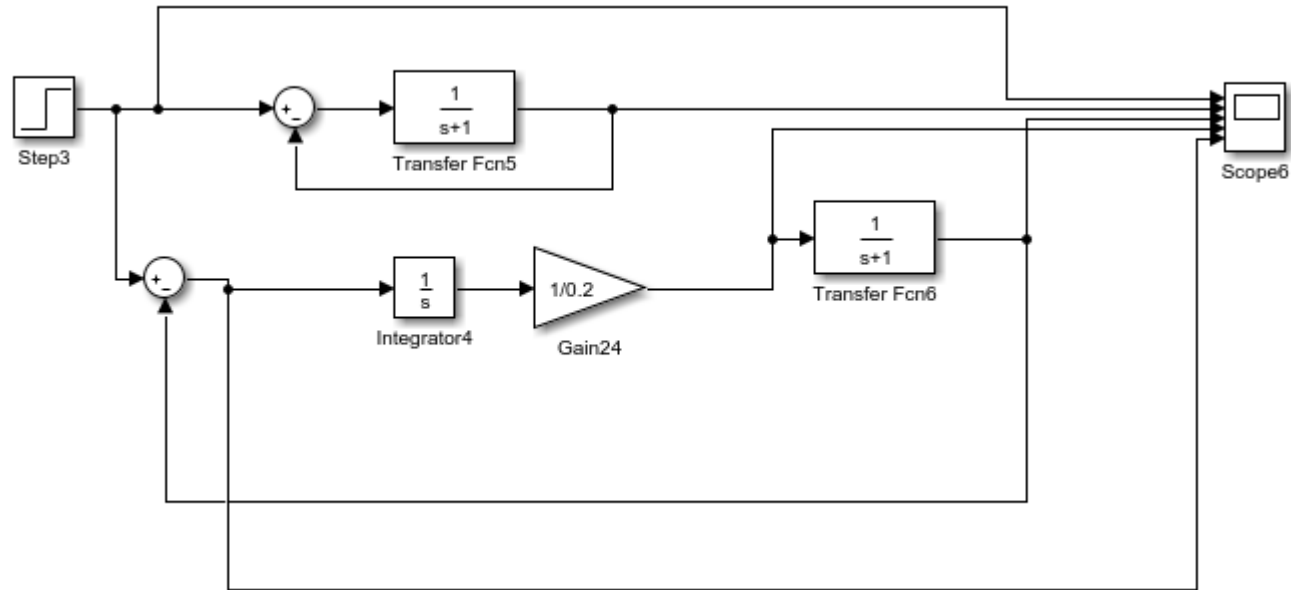 Step3
+
−
1
s+1
Transfer Fcn5
Scope6
+
−
1
s
Integrator4
1/0.2
Gain24
1
s+1
Transfer Fcn6